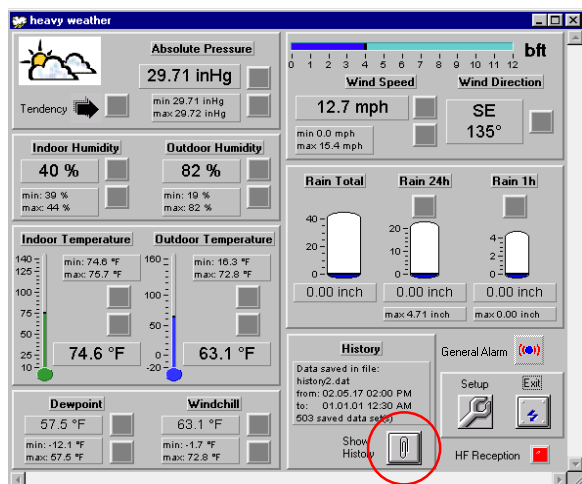 heavy weather
Absolute Pressure
29.71 inHg
Tendency
min 29.71 inHg
max 29.72 inHg
0 1 2 3 4 5 6 7 8 9 10 11 12
bft
Wind Speed
Wind Direction
12.7 mph
SE
135°
min 0.0 mph
max 15.4 mph
Indoor Humidity
Outdoor Humidity
40 %
82 %
min: 39 %
max: 44 %
min: 19 %
max: 82 %
Rain Total
Rain 24h
Rain 1h
40
20
0
20
10
0
4
2
0
0.00 inch
0.00 inch
0.00 inch
max 4.71 inch
max 0.00 inch
Indoor Temperature
Outdoor Temperature
140
125
100
75
50
25
10
min: 74.6 °F
max: 75.7 °F
74.6 °F
160
100
50
0
-20
min: 16.3 °F
max: 72.8 °F
63.1 °F
Dewpoint
Windchill
57.5 °F
63.1 °F
min: -12.1 °F
max: 57.5 °F
min: -1.7 °F
max: 72.8 °F
History
Data saved in file:
history2.dat
from: 02.05.17 02:00 PM
to: 01.01.01 12:30 AM
503 saved data set(s)
Show
History
General Alarm
Setup
Exit
HF Reception